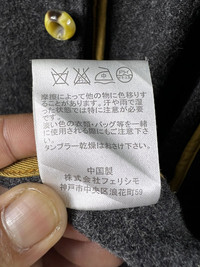 摩擦によって他の物に色移りす
ることがあります。汗や雨で湿
った状態では特にご注意下さい。
淡い色の衣類・バッグ等を一緒
に使用される際にもご注意下さい。
タンブラー乾燥はおさけ下さい。
中国製
株式会社フェリシモ
神戸市中央区浪花町59